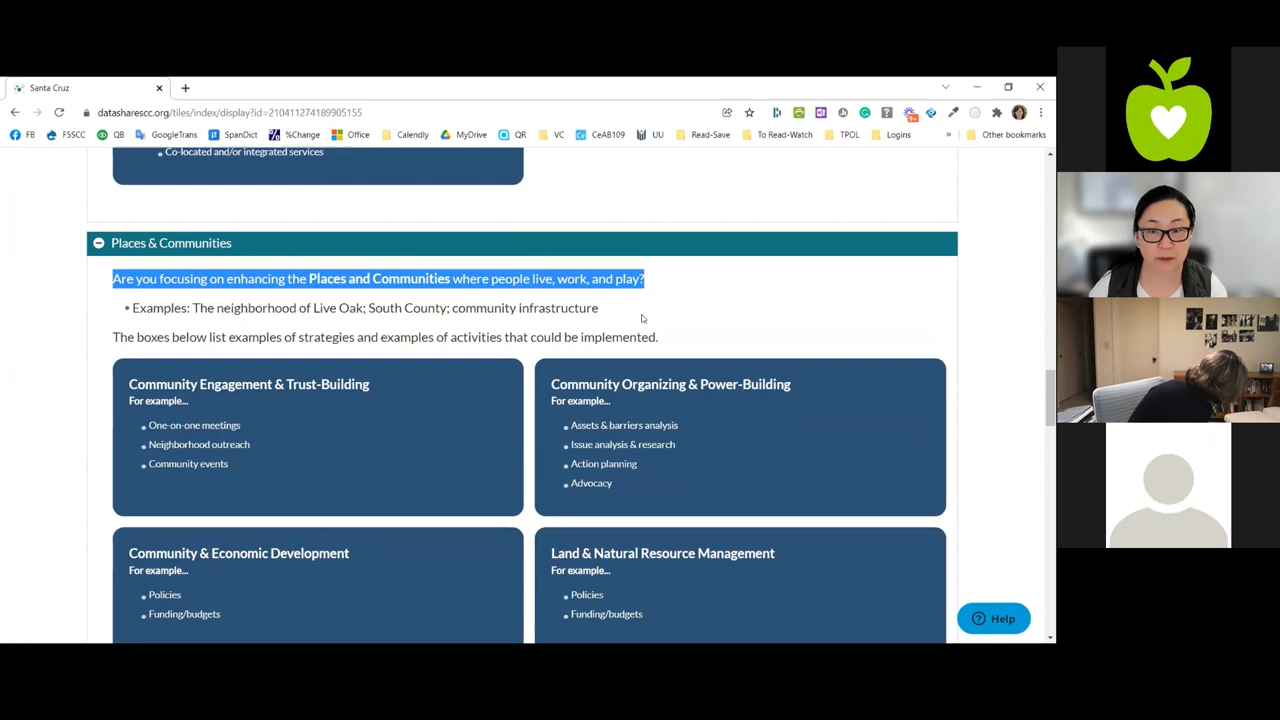 Santa Cruz
datasharescc.org/tiles/index/display?id=210411274189905155
FB F5SCC QB GoogleTrans SpanDict %Change Office Calendly MyDrive QR VC CeAB109 UU Read-Save To Read-Watch TPOL Logins » Other bookmarks
Co-located and/or integrated services
Places & Communities
Are you focusing on enhancing the Places and Communities where people live, work, and play?
• Examples: The neighborhood of Live Oak; South County; community infrastructure
The boxes below list examples of strategies and examples of activities that could be implemented.
Community Engagement & Trust-Building
For example...
One-on-one meetings
Neighborhood outreach
Community events
Community Organizing & Power-Building
For example...
Assets & barriers analysis
Issue analysis & research
Action planning
Advocacy
Community & Economic Development
For example...
Policies
Funding/budgets
Land & Natural Resource Management
For example...
Policies
Funding/budgets
Help